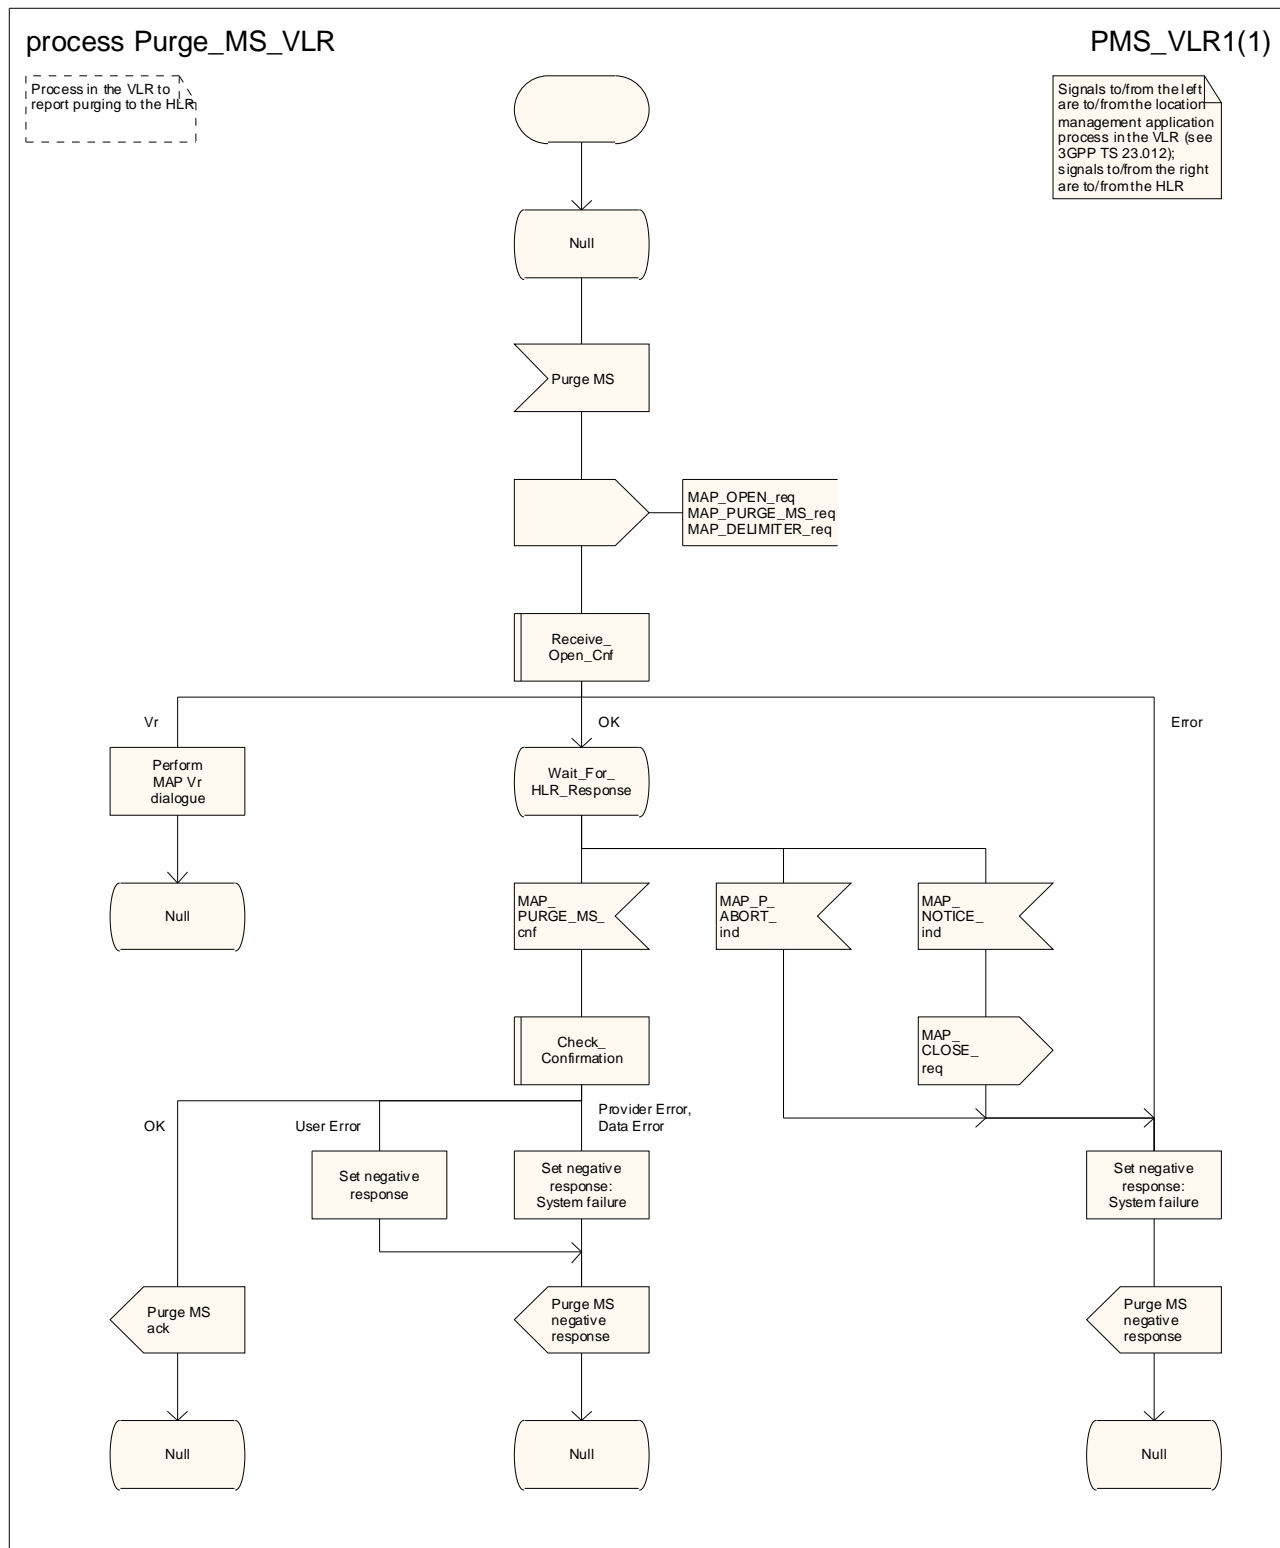 process Purge_MS_VLR
PMS_VLR1(1)
Process in the VLR to
report purging to the HLR
Signals to/from the left
are to/from the location
management application
process in the VLR (see
3GPP TS 23.012);
signals to/from the right
are to/from the HLR
Null
Purge MS
MAP_OPEN_req
MAP_PURGE_MS_req
MAP_DELIMITER_req
Receive_
Open_Cnf
Vr
OK
Error
Perform
MAP Vr
dialogue
Wait_For_
HLR_Response
Null
MAP_
PURGE_MS_
cnf
MAP_P_
ABORT_
ind
MAP_
NOTICE_
ind
Check_
Confirmation
MAP_
CLOSE_
req
OK
User Error
Provider Error,
Data Error
Set negative
response
Set negative
response:
System failure
Set negative
response:
System failure
Purge MS
ack
Purge MS
negative
response
Purge MS
negative
response
Null
Null
Null